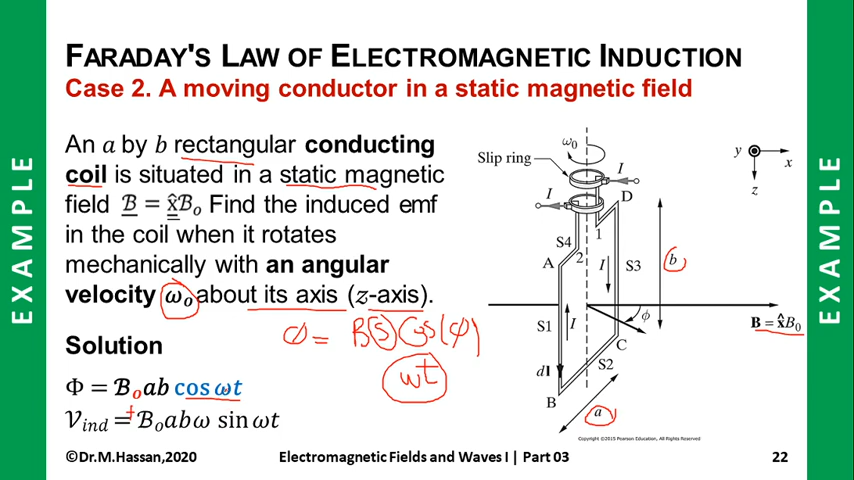 FARADAY'S LAW OF ELECTROMAGNETIC INDUCTION
Case 2. A moving conductor in a static magnetic field
An a by b rectangular conducting
coil is situated in a static magnetic
field B = x̂B₀ Find the induced emf
in the coil when it rotates
mechanically with an angular
velocity ω₀ about its axis (z-axis).
Solution
Φ = B₀ab cos ωt
V_ind = B₀abω sin ωt
Φ = B(S) Cos(φ)
ωt
EXAMPLE
EXAMPLE
ω₀
Slip ring
I
I
D
1
S4
2
A
I
S3
b
y
x
z
S1
I
φ
B = x̂B₀
C
S2
dl
B
a
Copyright ©2015 Pearson Education, All Rights Reserved
©Dr.M.Hassan,2020
Electromagnetic Fields and Waves I | Part 03
22